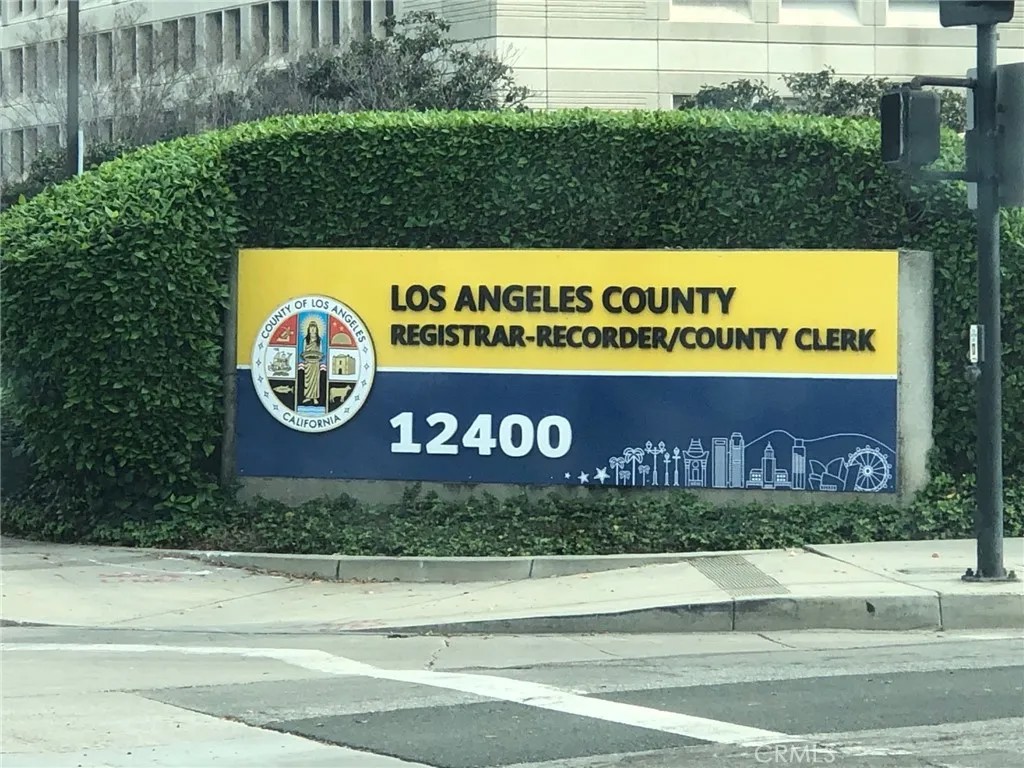 LOS ANGELES COUNTY
REGISTRAR-RECORDER/COUNTY CLERK
COUNTY OF LOS ANGELES
CALIFORNIA
12400
CRMLS